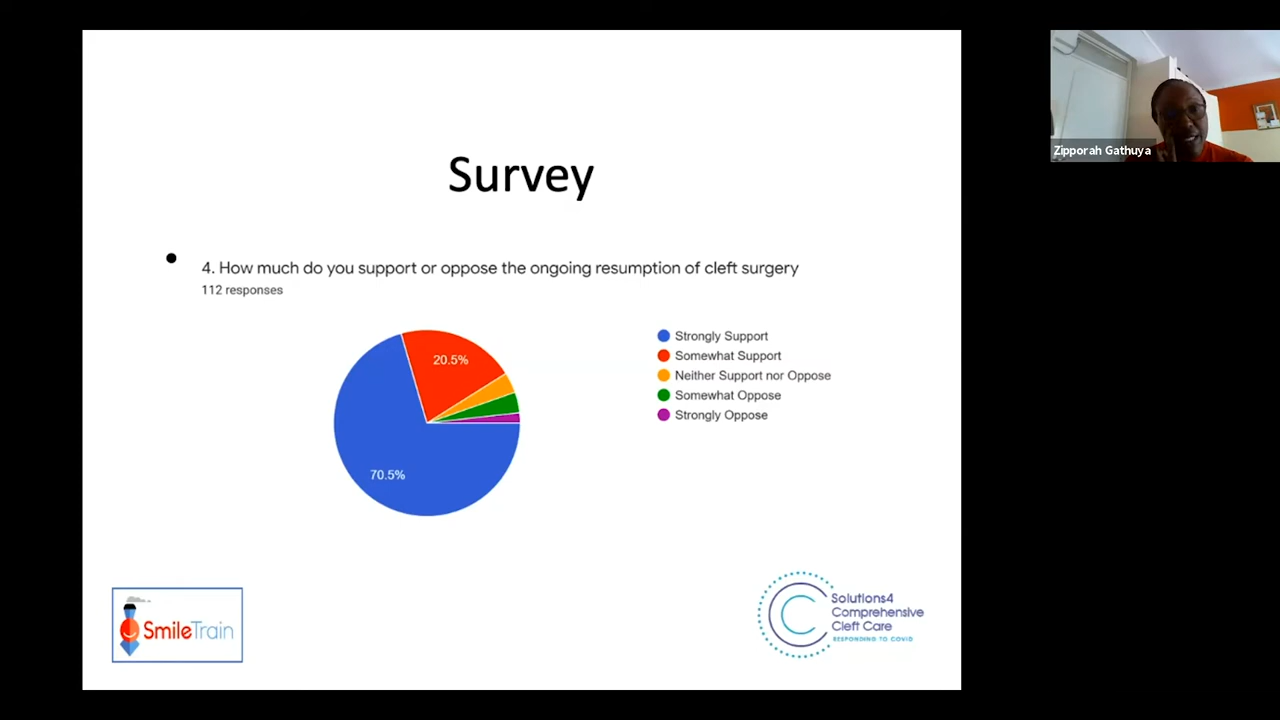 Survey
• 4. How much do you support or oppose the ongoing resumption of cleft surgery
112 responses
20.5%
70.5%
Strongly Support
Somewhat Support
Neither Support nor Oppose
Somewhat Oppose
Strongly Oppose
SmileTrain
Solutions4
Comprehensive
Cleft Care
RESPONDING TO COVID
Zipporah Gathuya